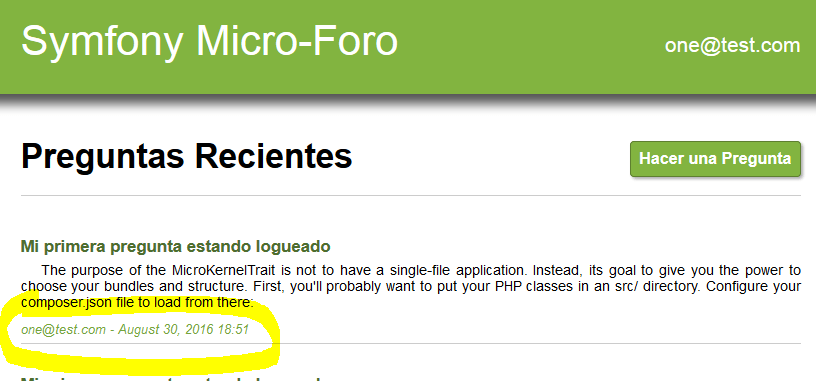 Symfony Micro-Foro
one@test.com
Preguntas Recientes
Hacer una Pregunta
Mi primera pregunta estando logueado
The purpose of the MicroKernelTrait is not to have a single-file application. Instead, its goal to give you the power to
choose your bundles and structure. First, you'll probably want to put your PHP classes in an src/ directory. Configure your
composer.json file to load from there:
one@test.com - August 30, 2016 18:51